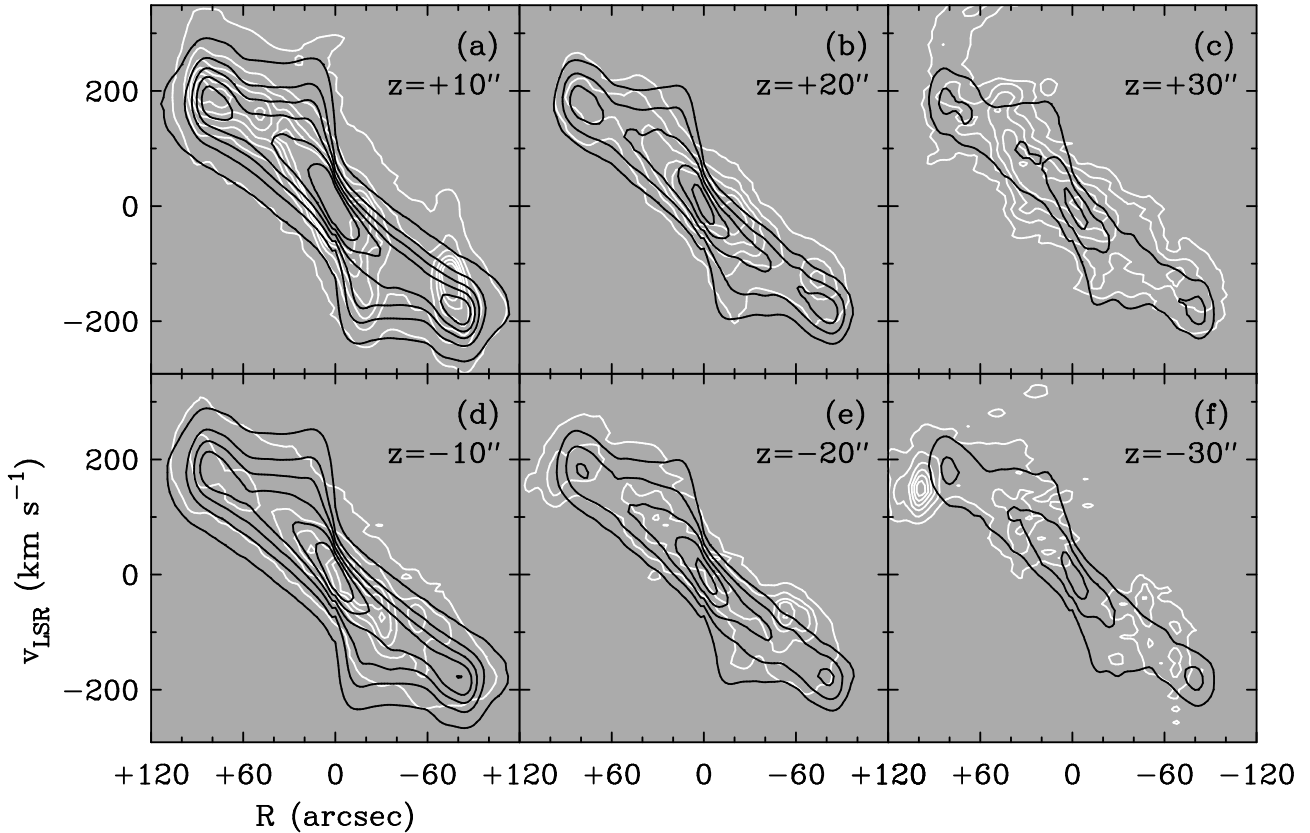 (a) (b) (c)
z=+10″ z=+20″ z=+30″
200
0
−200
(d) (e) (f)
z=−10″ z=−20″ z=−30″
200
0
−200
v_LSR (km s⁻¹)
+120 +60 0 −60 +120 +60 0 −60 +120 +60 0 −60 −120
R (arcsec)